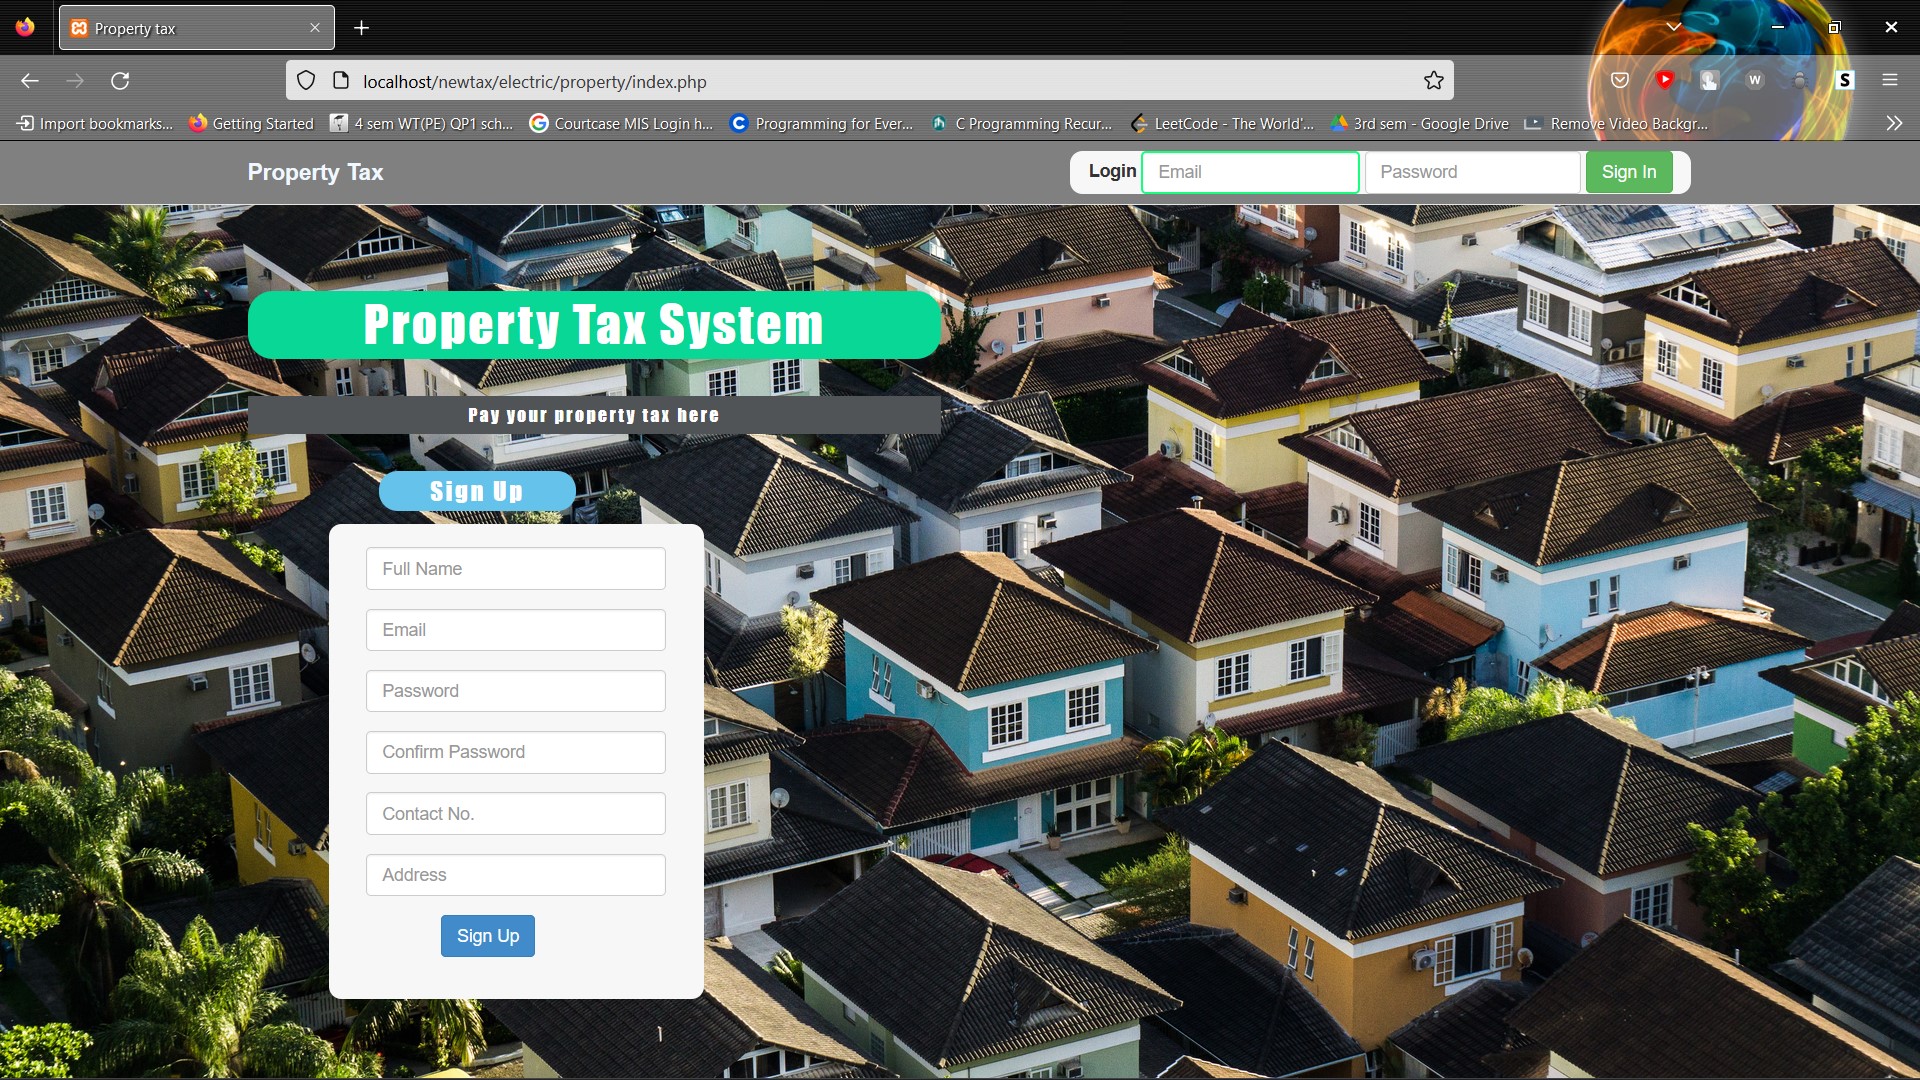 Property tax
localhost/newtax/electric/property/index.php
W
S
Import bookmarks...
Getting Started
4 sem WT(PE) QP1 sch...
Courtcase MIS Login h...
Programming for Ever...
C Programming Recur...
LeetCode - The World'...
3rd sem - Google Drive
Remove Video Backgr...
Property Tax
Login
Email
Password
Sign In
Property Tax System
Pay your property tax here
Sign Up
Full Name
Email
Password
Confirm Password
Contact No.
Address
Sign Up